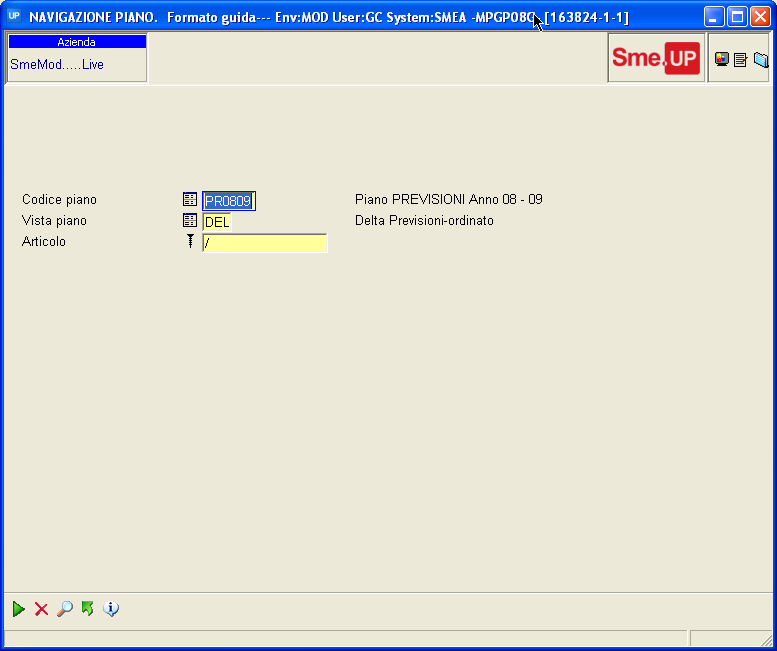 UP NAVIGAZIONE PIANO. Formato guida--- Env:MOD User:GC System:SMEA -MPGP08 [163824-1-1]
Azienda
SmeMod.....Live
Sme.UP
Codice piano PR0809 Piano PREVISIONI Anno 08 - 09
Vista piano DEL Delta Previsioni-ordinato
Articolo /